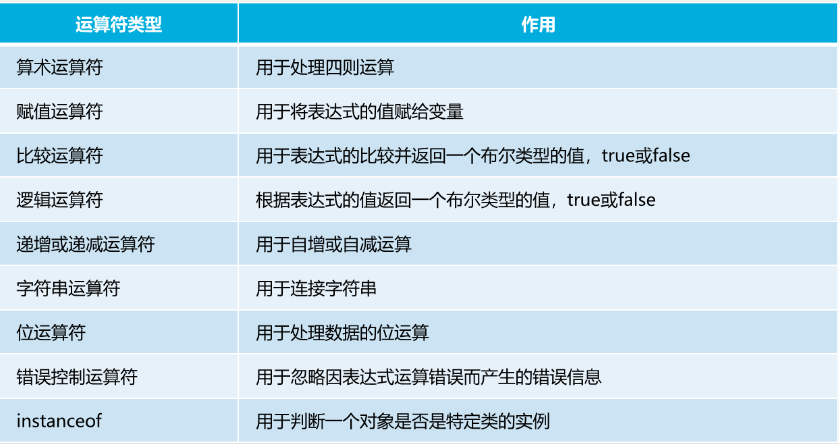 运算符类型 作用
算术运算符 用于处理四则运算
赋值运算符 用于将表达式的值赋给变量
比较运算符 用于表达式的比较并返回一个布尔类型的值，true或false
逻辑运算符 根据表达式的值返回一个布尔类型的值，true或false
递增或递减运算符 用于自增或自减运算
字符串运算符 用于连接字符串
位运算符 用于处理数据的位运算
错误控制运算符 用于忽略因表达式运算错误而产生的错误信息
instanceof 用于判断一个对象是否是特定类的实例